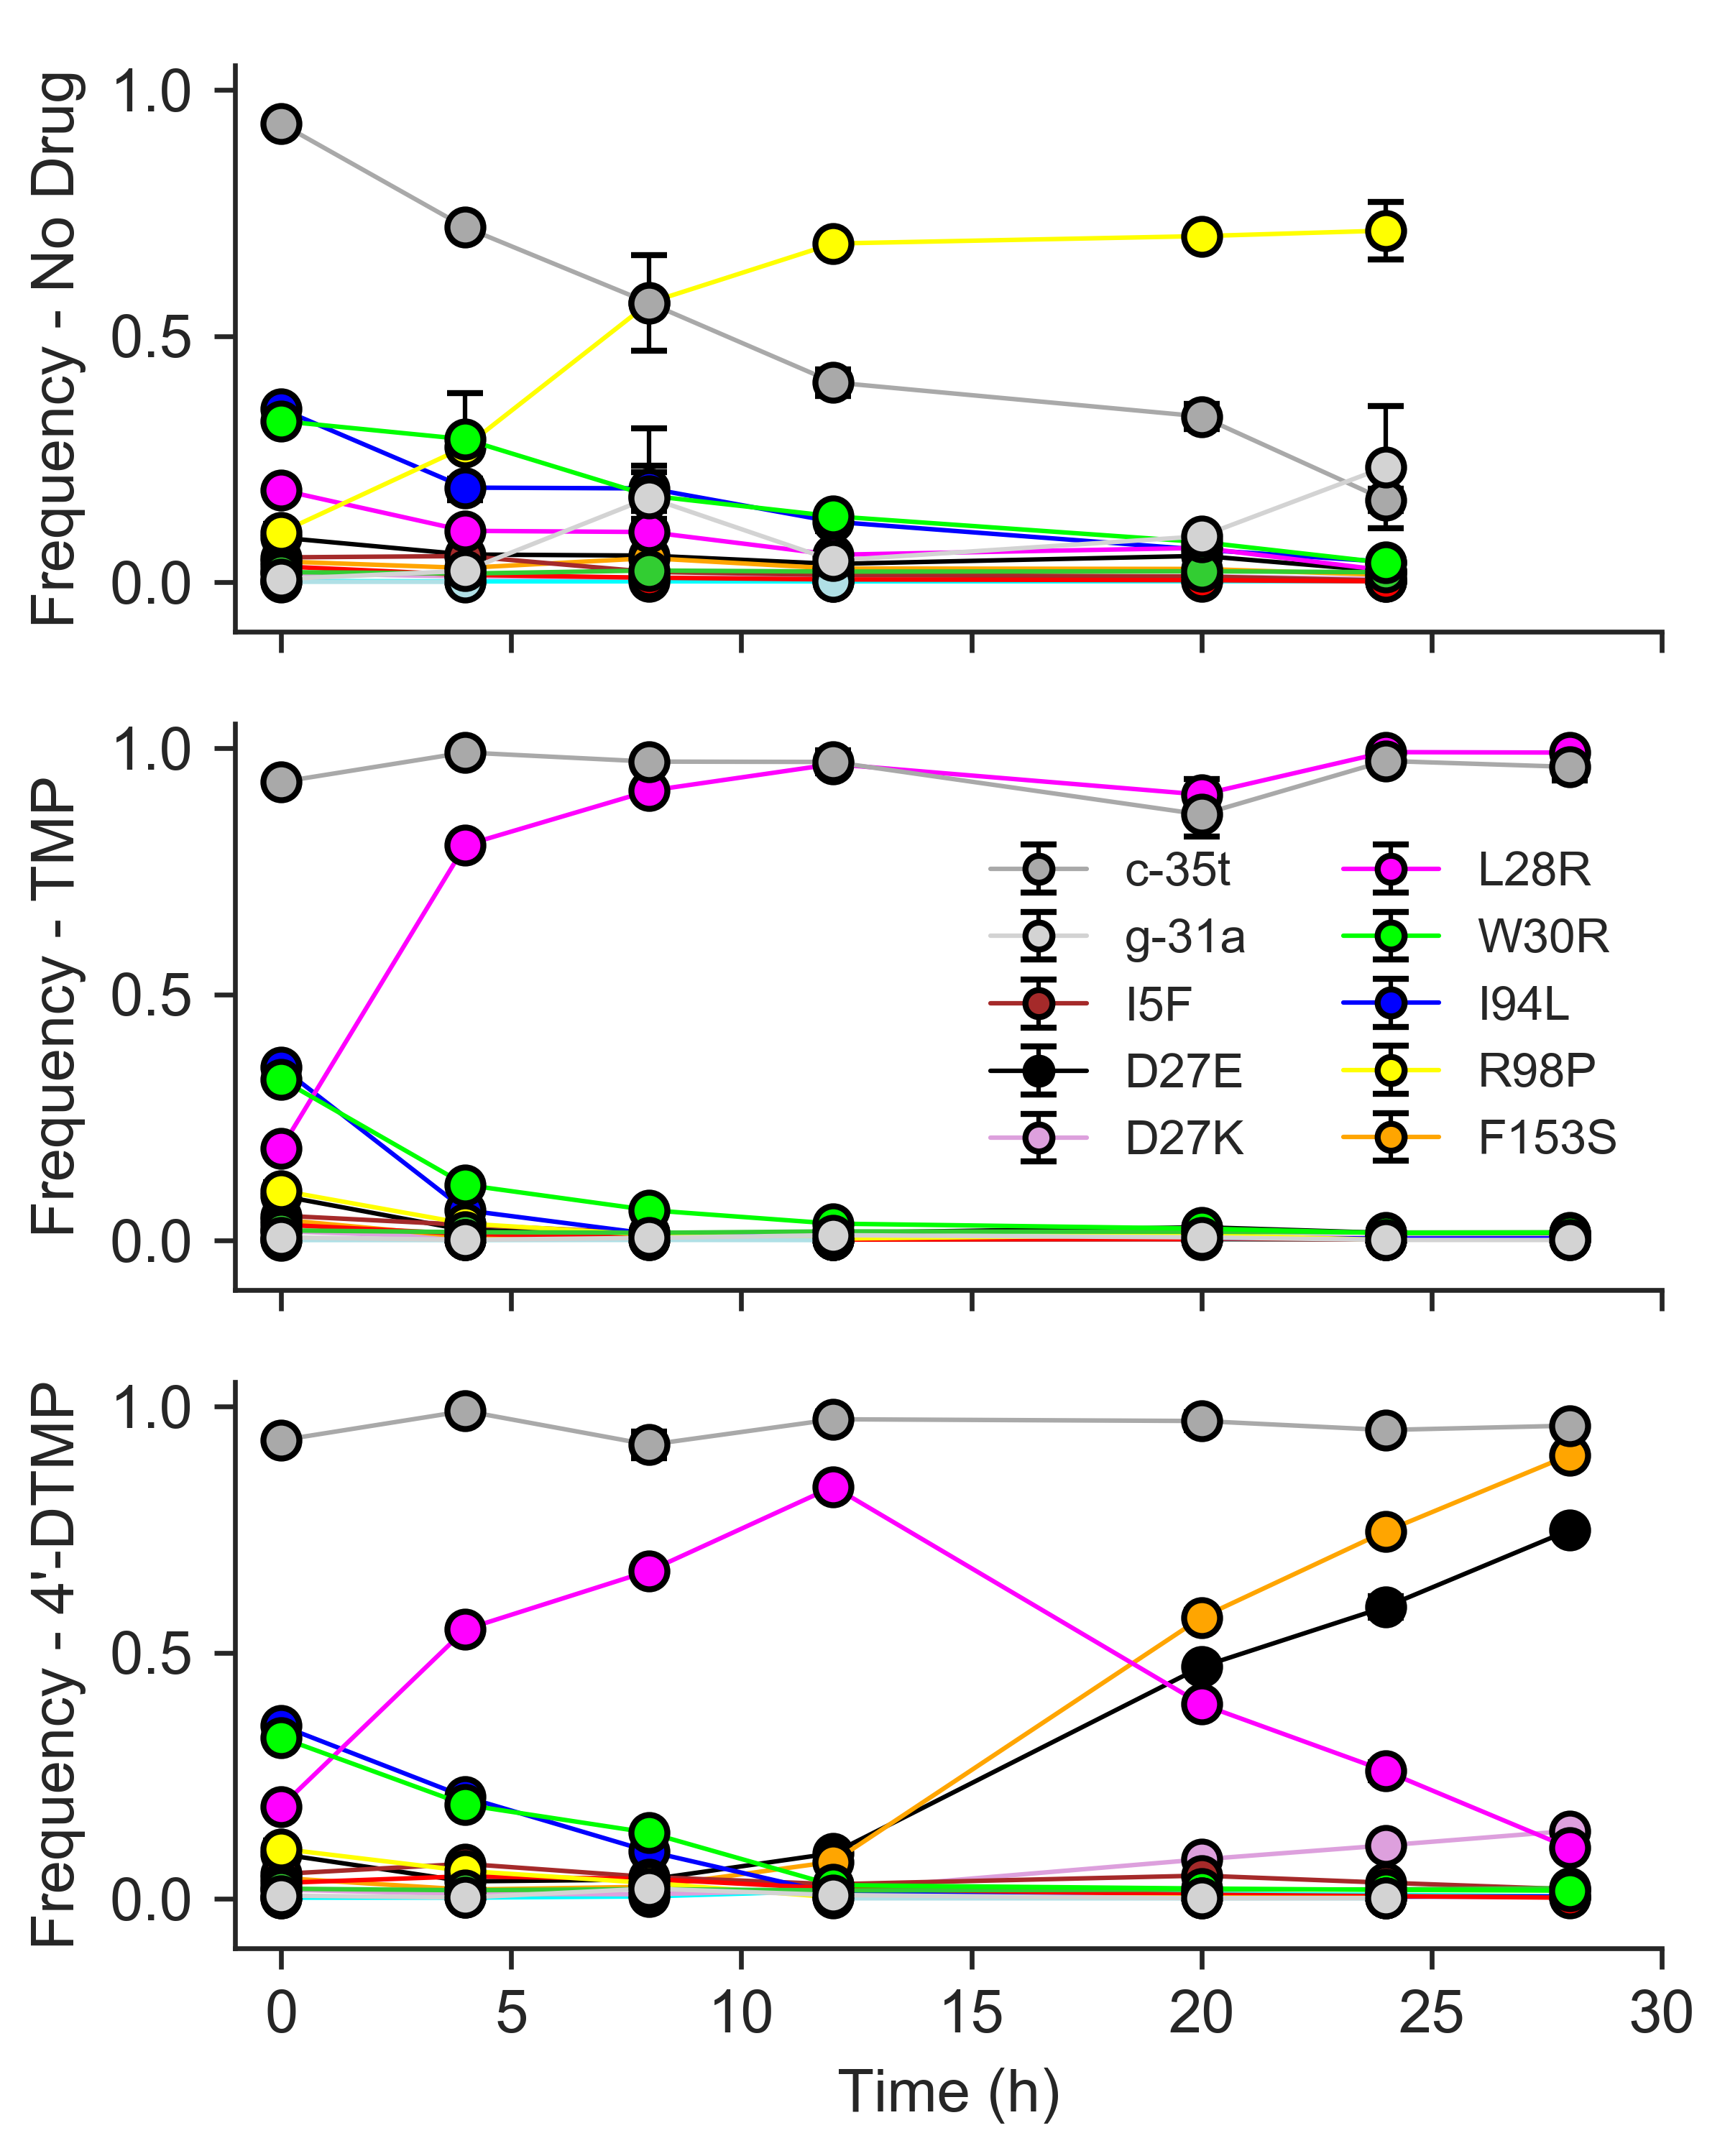 Frequency - No Drug
1.0
0.5
0.0
Frequency - TMP
1.0
0.5
0.0
c-35t
g-31a
I5F
D27E
D27K
L28R
W30R
I94L
R98P
F153S
Frequency - 4'-DTMP
1.0
0.5
0.0
0 5 10 15 20 25 30
Time (h)